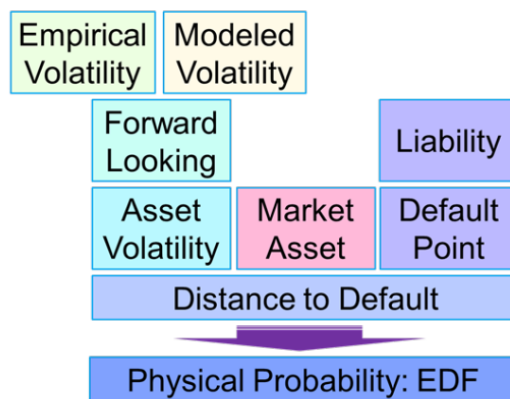 Empirical
Volatility
Modeled
Volatility
Forward
Looking
Liability
Asset
Volatility
Market
Asset
Default
Point
Distance to Default
Physical Probability: EDF